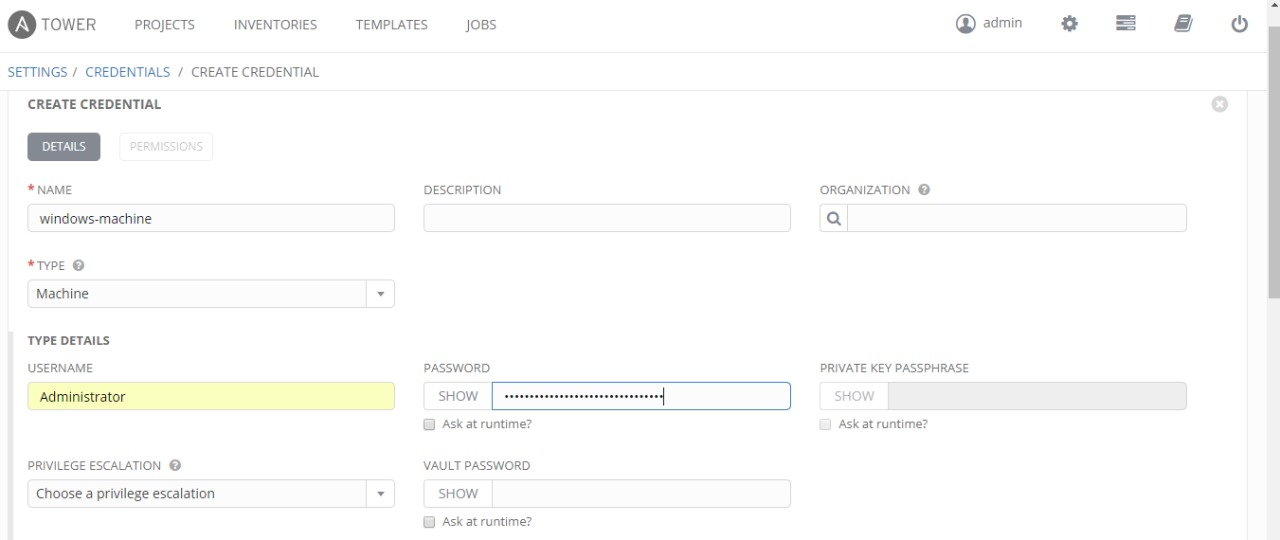 A TOWER PROJECTS INVENTORIES TEMPLATES JOBS admin
SETTINGS / CREDENTIALS / CREATE CREDENTIAL
CREATE CREDENTIAL
DETAILS PERMISSIONS
* NAME DESCRIPTION ORGANIZATION ?
windows-machine
* TYPE ?
Machine
TYPE DETAILS
USERNAME PASSWORD PRIVATE KEY PASSPHRASE
Administrator SHOW •••••••••••••••••••••••••••••••• SHOW
Ask at runtime? Ask at runtime?
PRIVILEGE ESCALATION ? VAULT PASSWORD
Choose a privilege escalation SHOW
Ask at runtime?